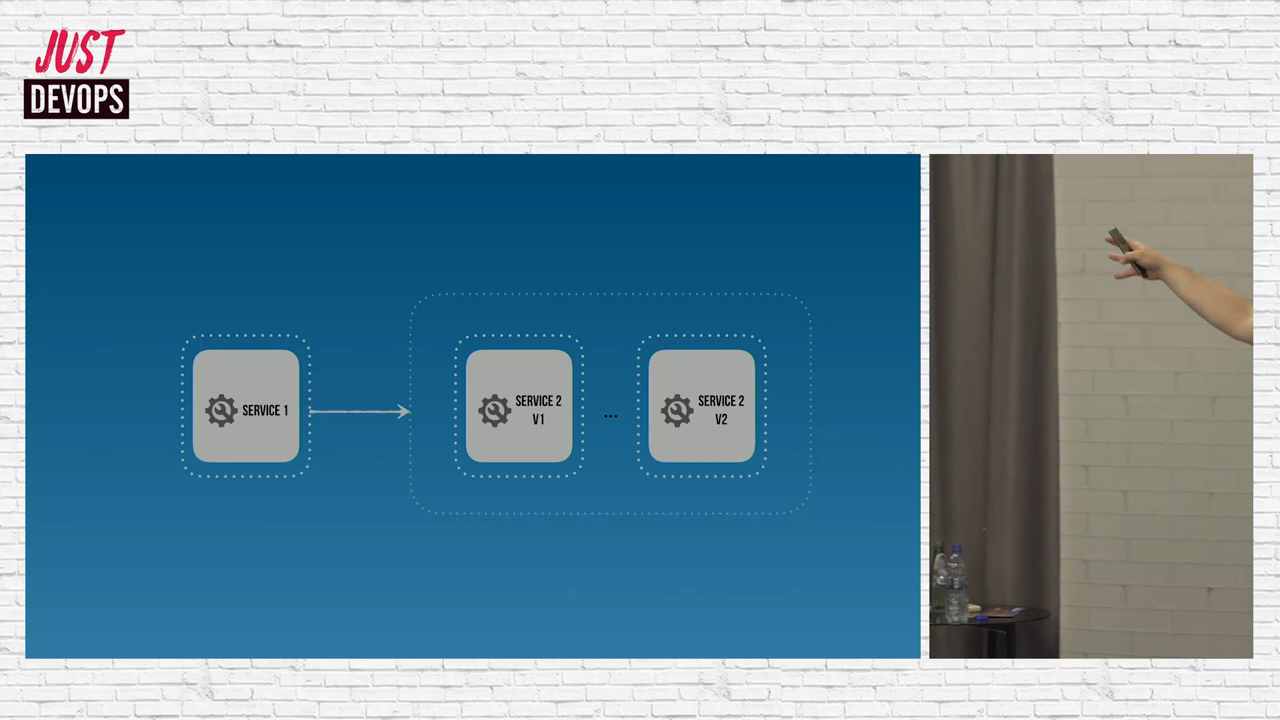 JUST
DEVOPS
SERVICE 1
SERVICE 2
V1
...
SERVICE 2
V2